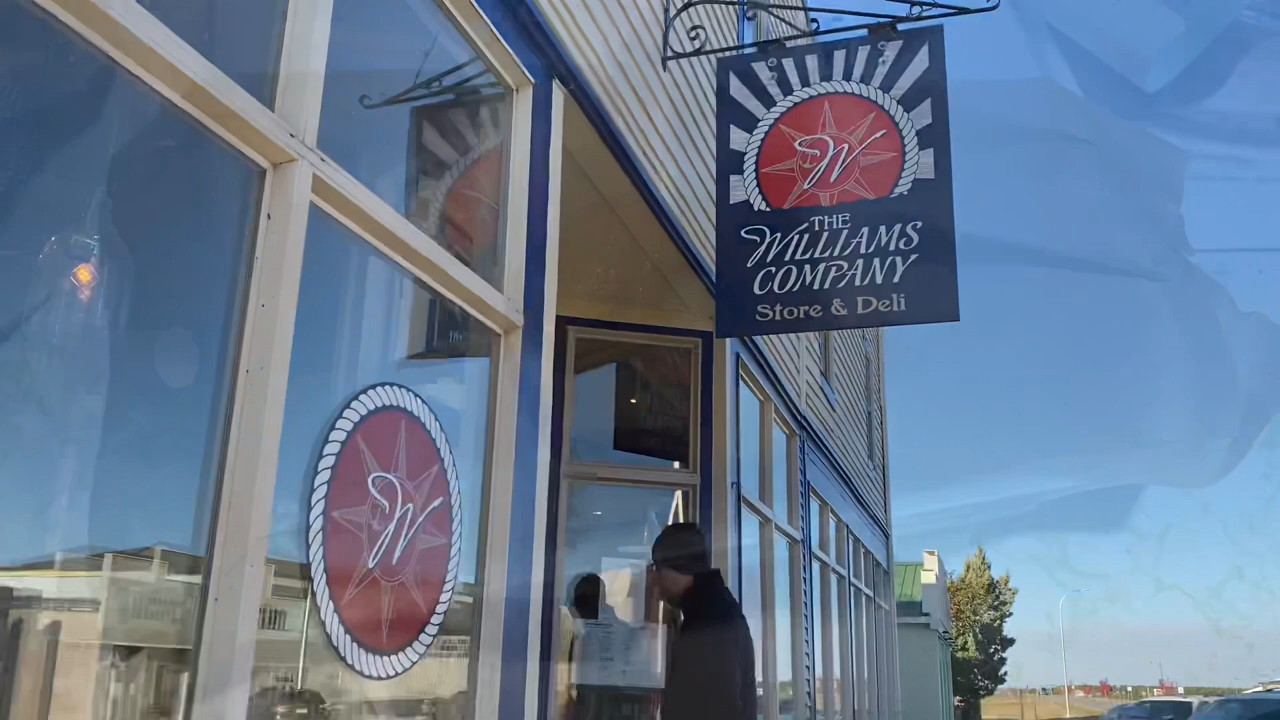 W
THE
WILLIAMS
COMPANY
Store & Deli
W